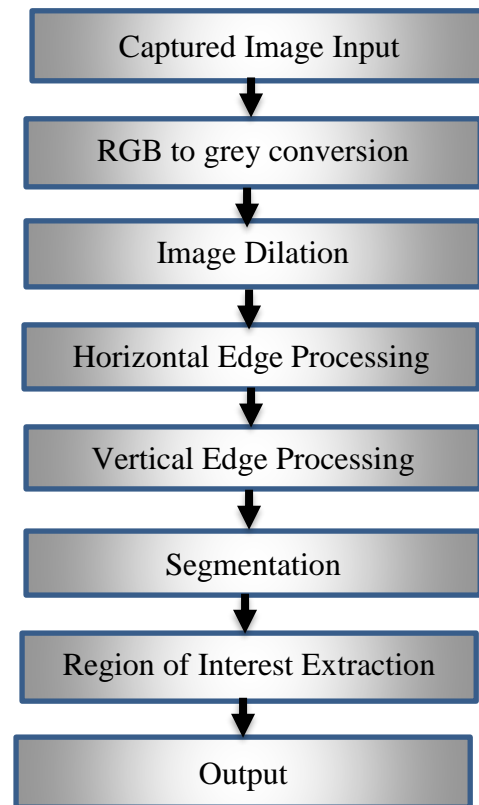 Captured Image Input
RGB to grey conversion
Image Dilation
Horizontal Edge Processing
Vertical Edge Processing
Segmentation
Region of Interest Extraction
Output